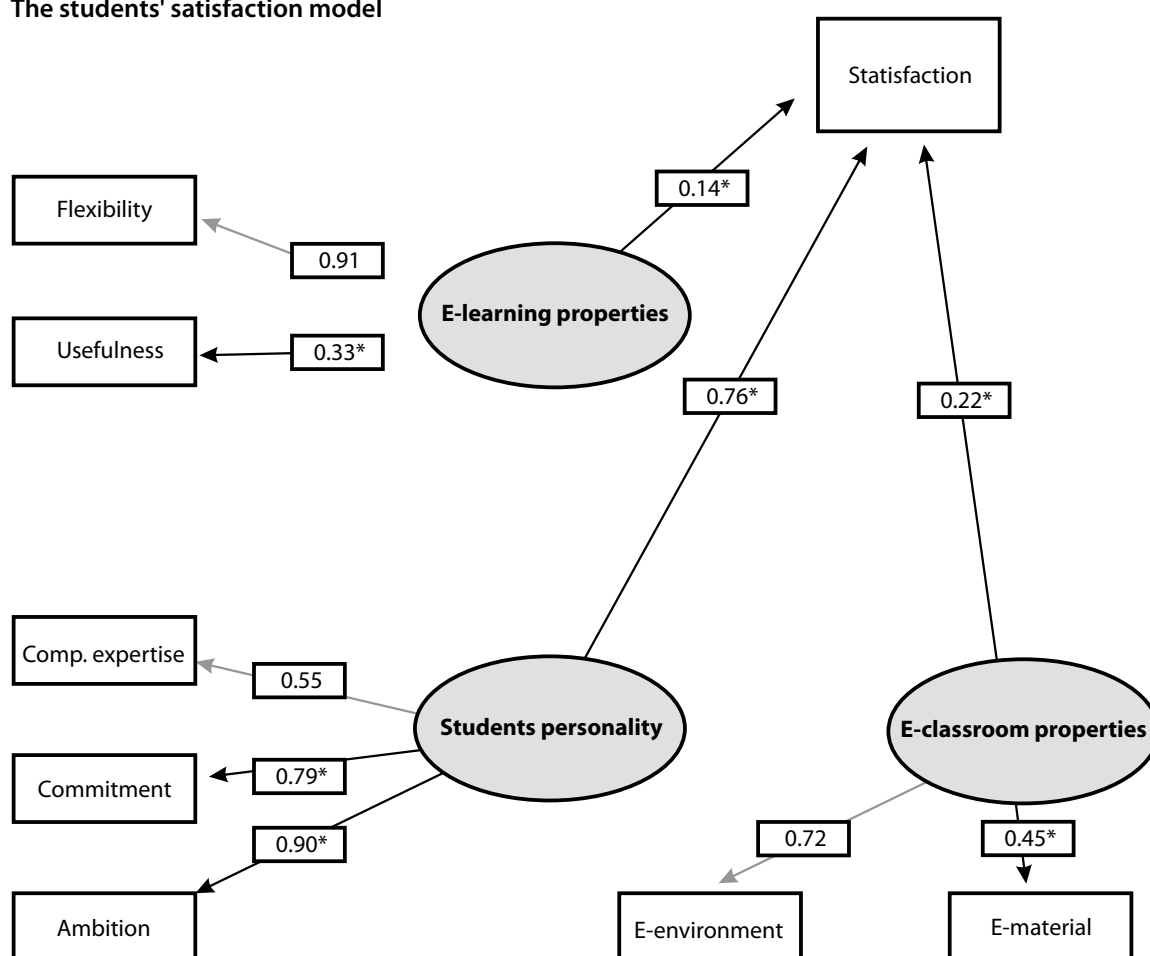 The students' satisfaction model
Statisfaction
0.14*
Flexibility
0.91
E-learning properties
Usefulness
0.33*
0.76*
0.22*
Comp. expertise
0.55
Students personality
E-classroom properties
Commitment
0.79*
0.90*
0.72
0.45*
Ambition
E-environment
E-material